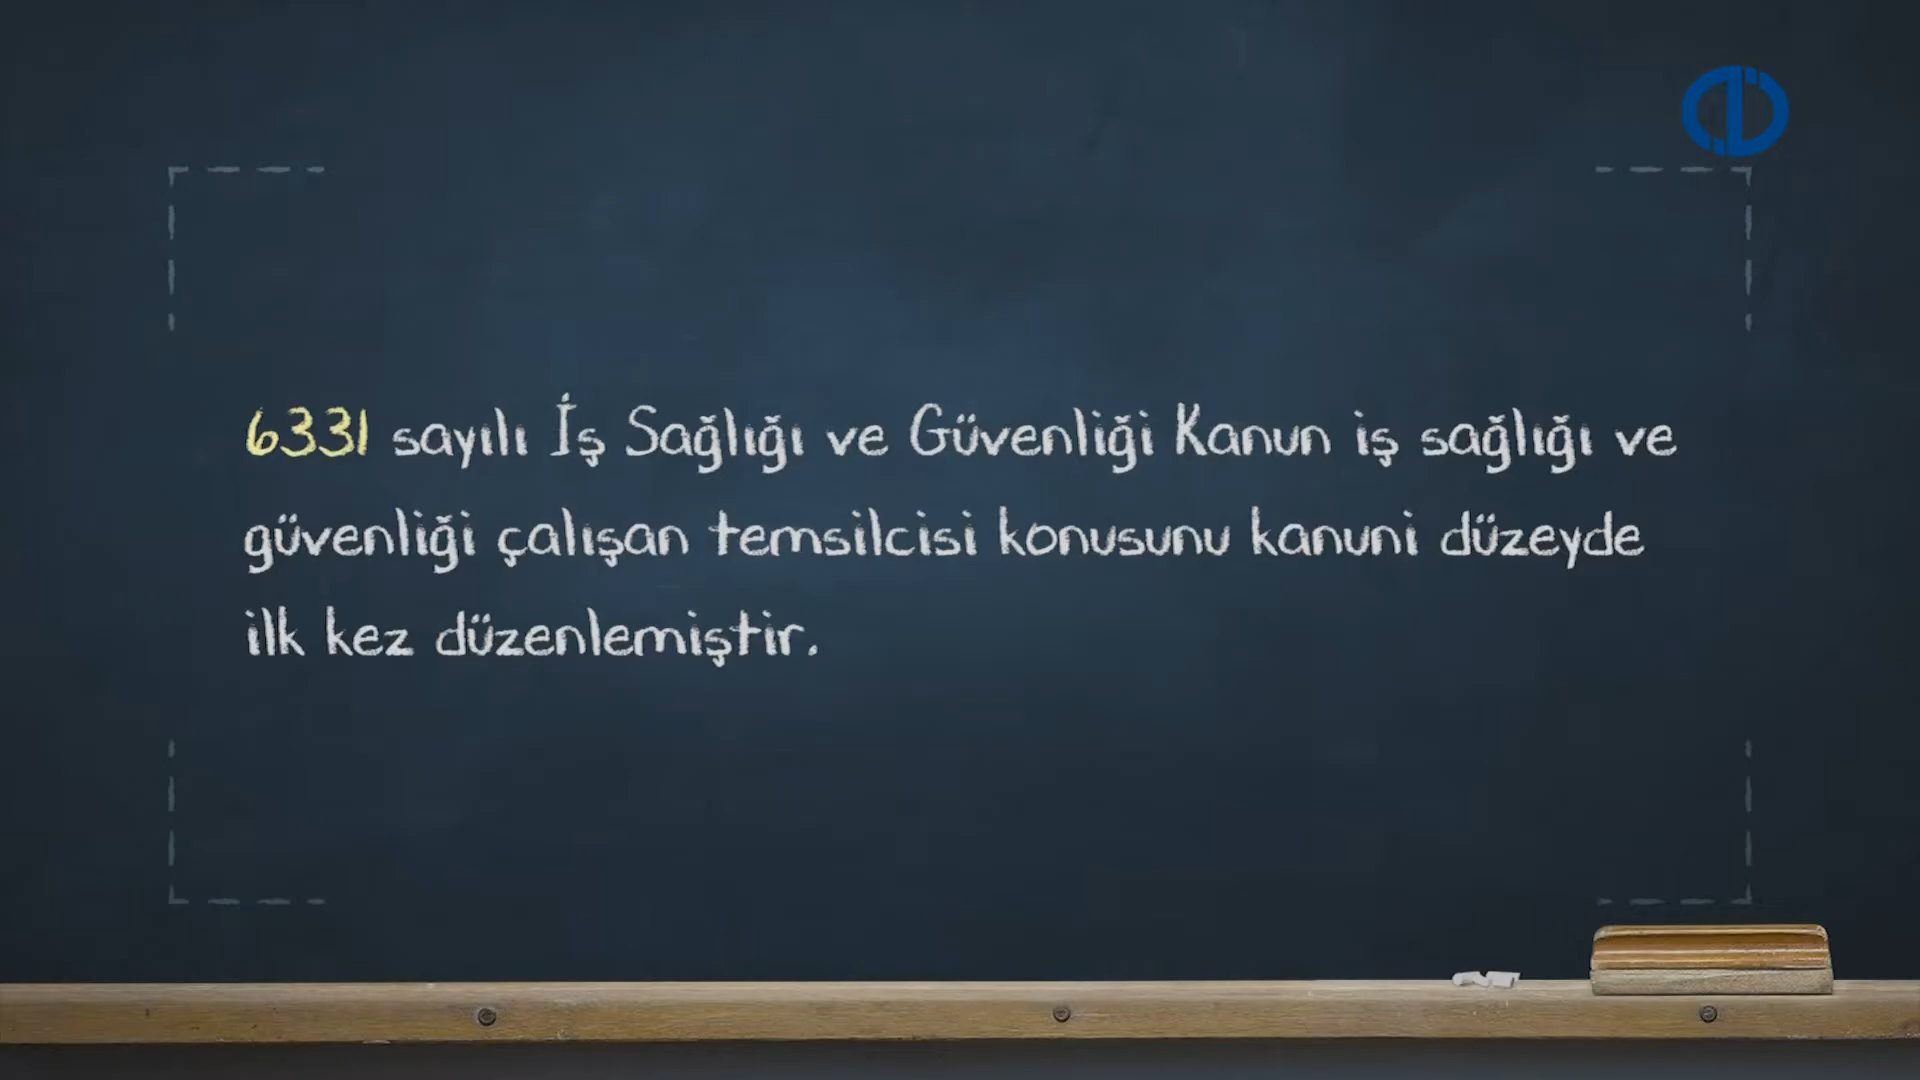 6331 sayılı İş Sağlığı ve Güvenliği Kanun iş sağlığı ve
güvenliği çalışan temsilcisi konusunu kanuni düzeyde
ilk kez düzenlemiştir.